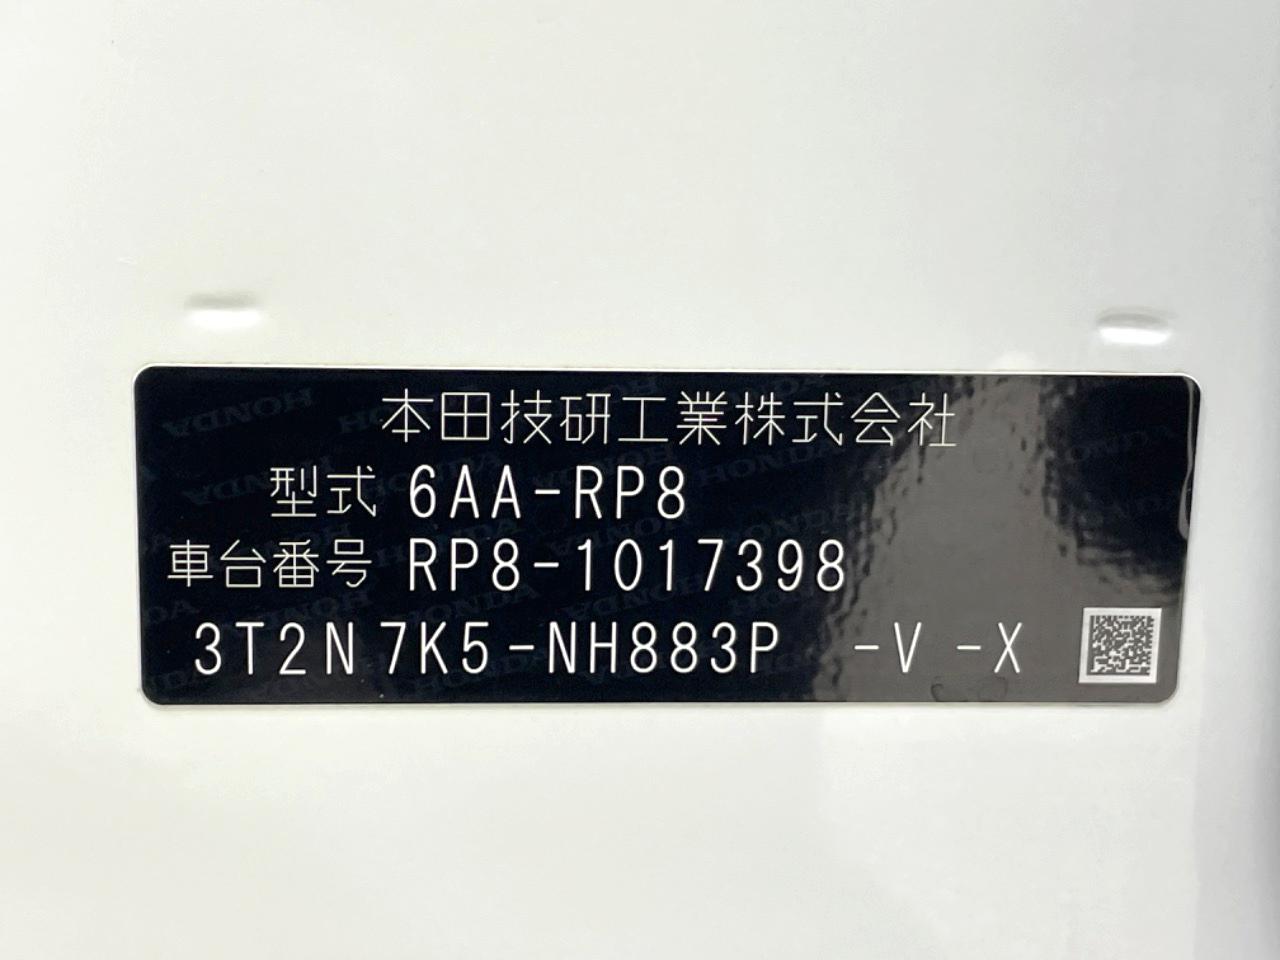 本田技研工業株式会社
型式 6AA-RP8
車台番号 RP8-1017398
3T2N 7K5-NH883P -V -X